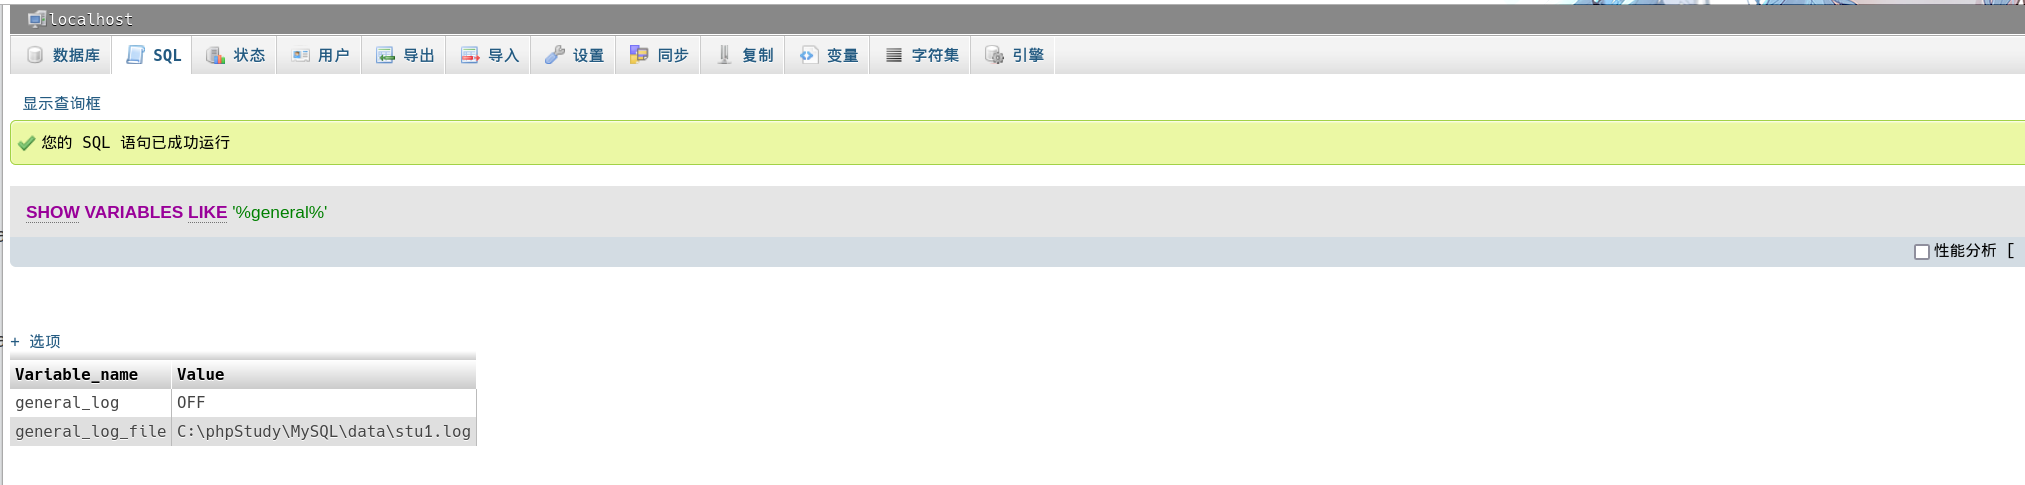 localhost
数据库 SQL 状态 用户 导出 导入 设置 同步 复制 变量 字符集 引擎
显示查询框
您的 SQL 语句已成功运行
SHOW VARIABLES LIKE '%general%'
性能分析 [
+ 选项
Variable_name Value
general_log OFF
general_log_file C:\phpStudy\MySQL\data\stu1.log